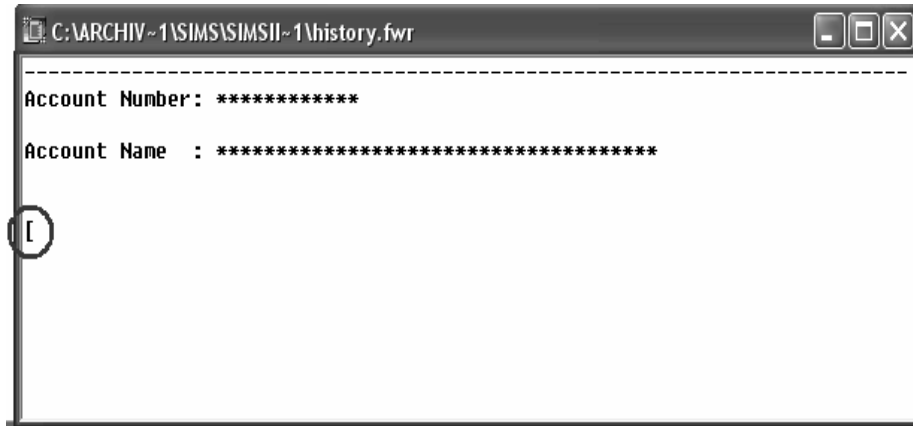 C:\ARCHIV~1\SIMS\SIMSII~1\history.fwr
--------------------------------------------------------------------------
Account Number: ************
Account Name  : *************************************
[